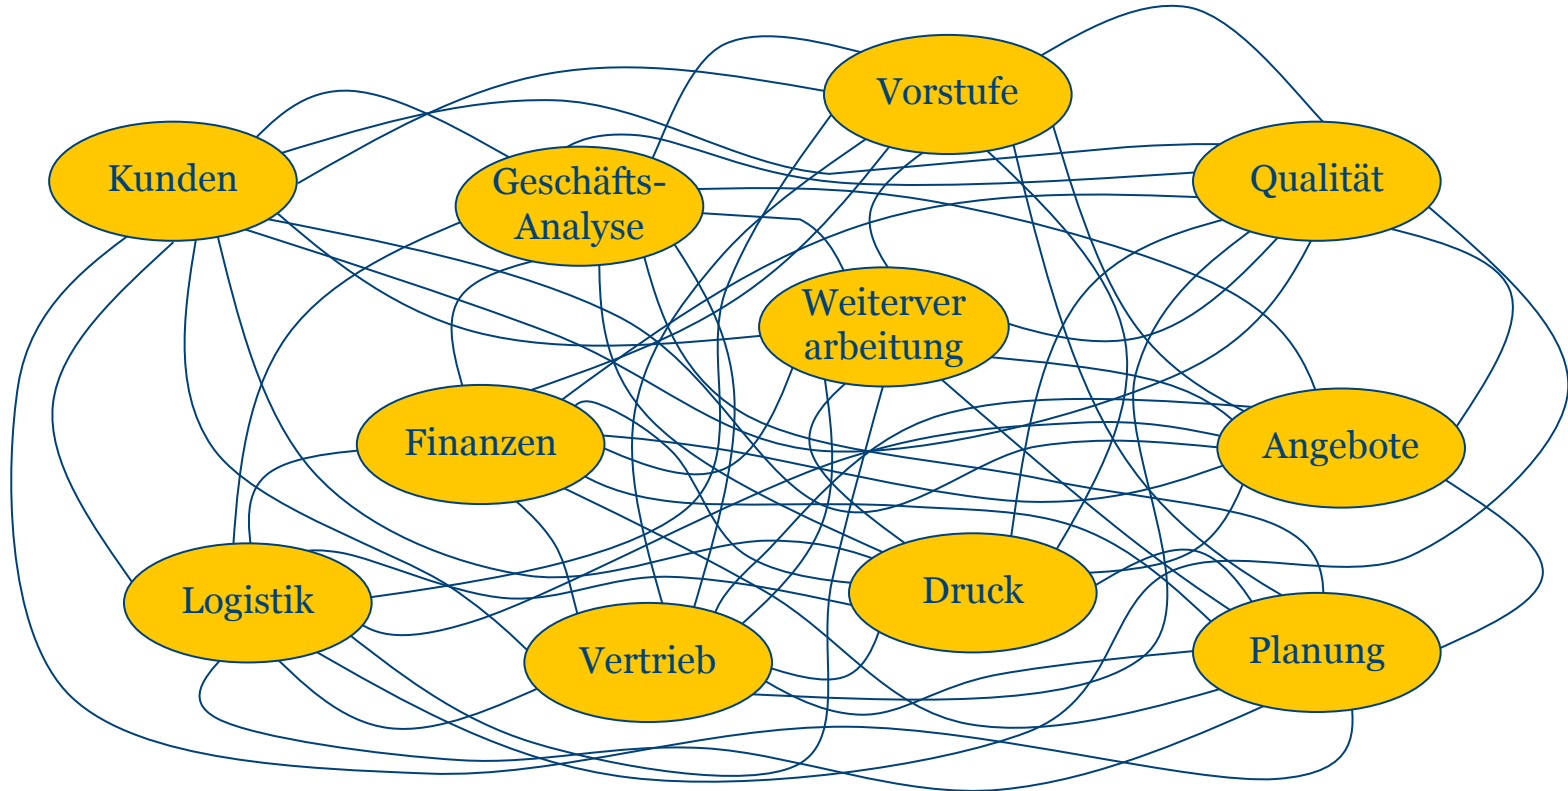 Vorstufe
Kunden
Geschäfts-
Analyse
Qualität
Weiterver
arbeitung
Finanzen
Angebote
Logistik
Druck
Vertrieb
Planung